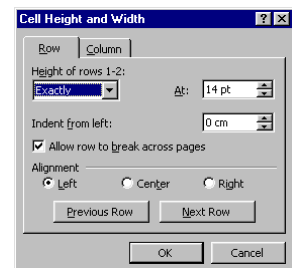 Cell Height and Width
Row Column
Height of rows 1-2:
Exactly At: 14 pt
Indent from left: 0 cm
Allow row to break across pages
Alignment
Left Center Right
Previous Row Next Row
OK Cancel